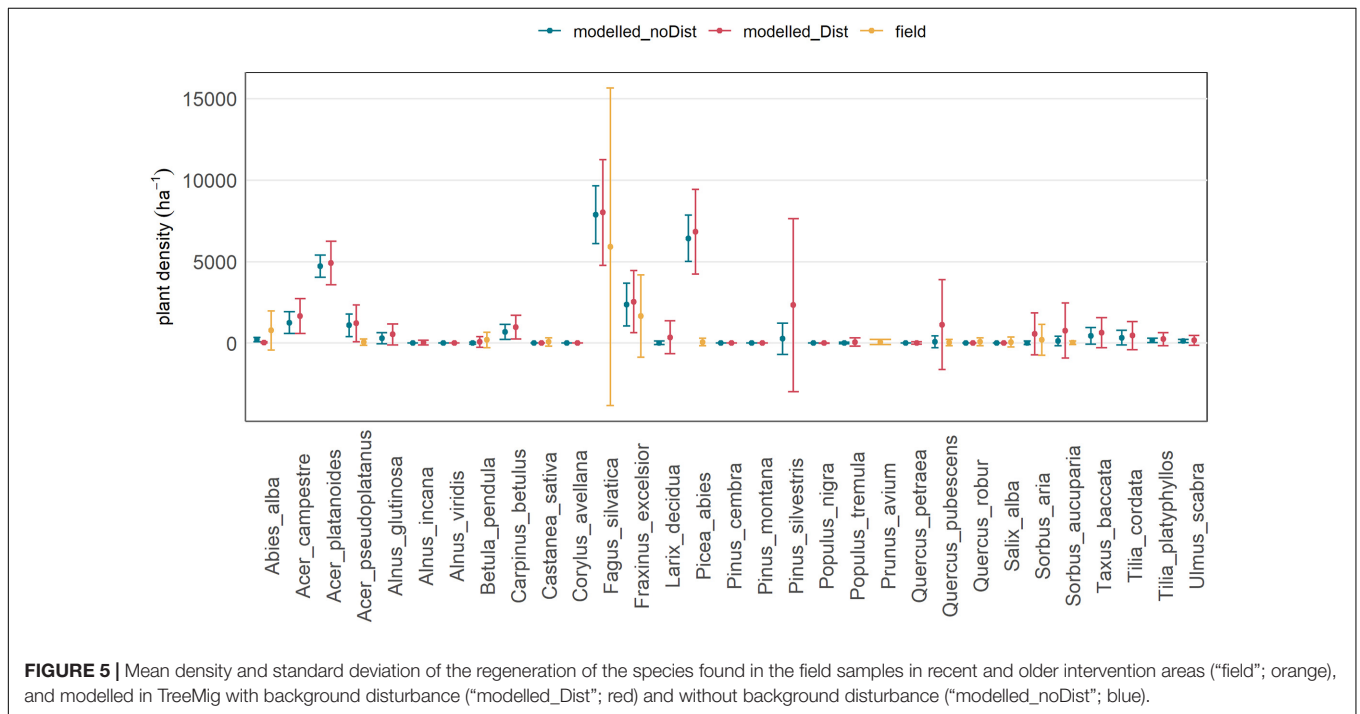 modelled_noDist modelled_Dist field
plant density (ha⁻¹)
15000
10000
5000
0
Abies_alba
Acer_campestre
Acer_platanoides
Acer_pseudoplatanus
Alnus_glutinosa
Alnus_incana
Alnus_viridis
Betula_pendula
Carpinus_betulus
Castanea_sativa
Corylus_avellana
Fagus_silvatica
Fraxinus_excelsior
Larix_decidua
Picea_abies
Pinus_cembra
Pinus_montana
Pinus_silvestris
Populus_nigra
Populus_tremula
Prunus_avium
Quercus_petraea
Quercus_pubescens
Quercus_robur
Salix_alba
Sorbus_aria
Sorbus_aucuparia
Taxus_baccata
Tilia_cordata
Tilia_platyphyllos
Ulmus_scabra
FIGURE 5 | Mean density and standard deviation of the regeneration of the species found in the field samples in recent and older intervention areas (“field”; orange),
and modelled in TreeMig with background disturbance (“modelled_Dist”; red) and without background disturbance (“modelled_noDist”; blue).